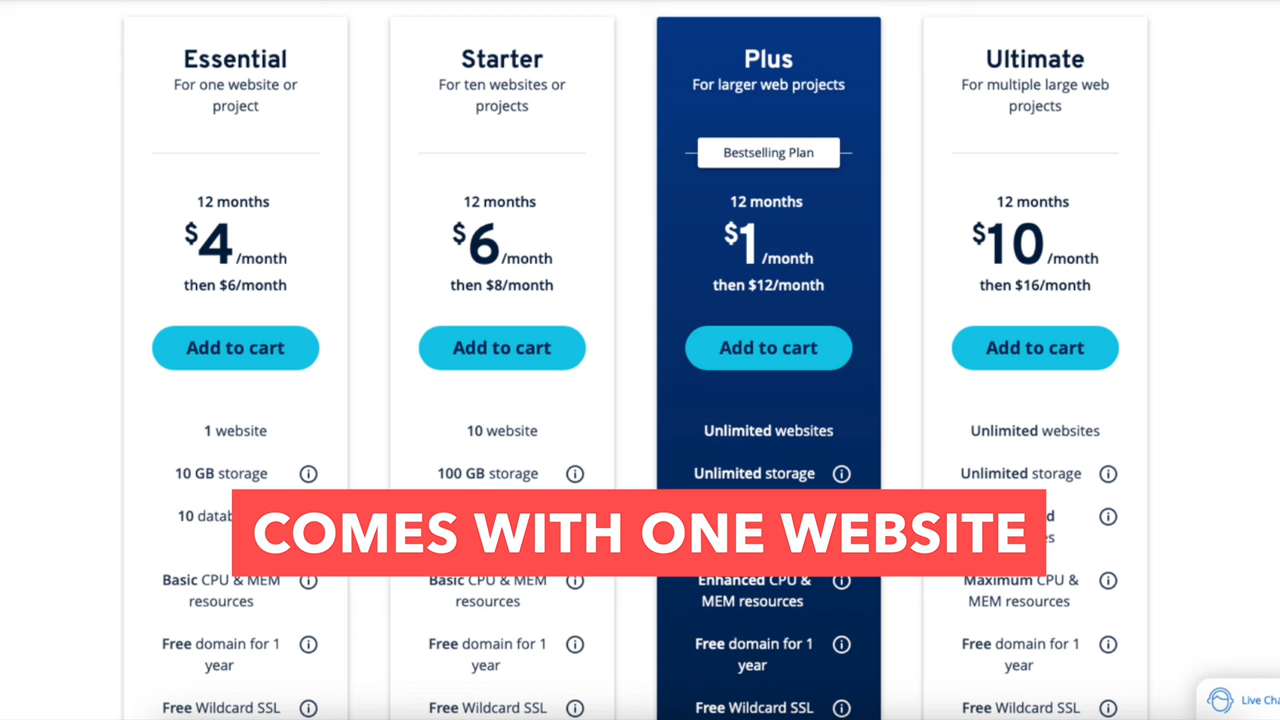 Essential
For one website or
project
12 months
$4/month
then $6/month
Add to cart
1 website
10 GB storage
10 datab
Basic CPU & MEM
resources
Free domain for 1
year
Free Wildcard SSL
Starter
For ten websites or
projects
12 months
$6/month
then $8/month
Add to cart
10 website
100 GB storage
Basic CPU & MEM
resources
Free domain for 1
year
Free Wildcard SSL
Plus
For larger web projects
Bestselling Plan
12 months
$1/month
then $12/month
Add to cart
Unlimited websites
Unlimited storage
Enhanced CPU &
MEM resources
Free domain for 1
year
Free Wildcard SSL
Ultimate
For multiple large web
projects
12 months
$10/month
then $16/month
Add to cart
Unlimited websites
Unlimited storage
Maximum CPU &
MEM resources
Free domain for 1
year
Free Wildcard SSL
COMES WITH ONE WEBSITE
Live Cha